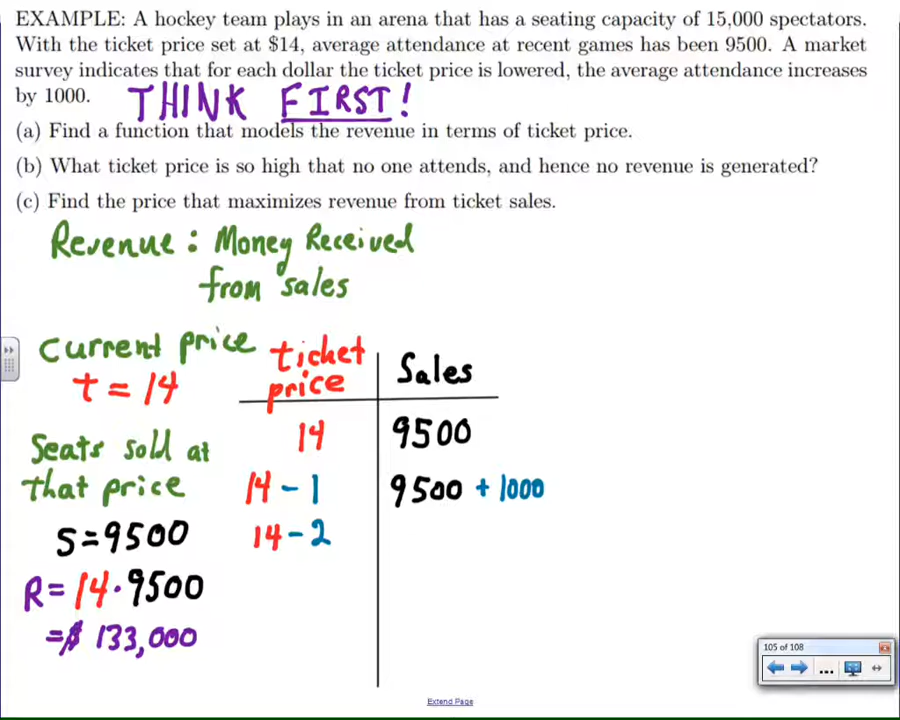 EXAMPLE: A hockey team plays in an arena that has a seating capacity of 15,000 spectators.
With the ticket price set at $14, average attendance at recent games has been 9500. A market
survey indicates that for each dollar the ticket price is lowered, the average attendance increases
by 1000. THINK FIRST!
(a) Find a function that models the revenue in terms of ticket price.
(b) What ticket price is so high that no one attends, and hence no revenue is generated?
(c) Find the price that maximizes revenue from ticket sales.
Revenue: Money Received
from sales
Current price
t = 14
Seats sold at
that price
S=9500
R=14·9500
=$ 133,000
ticket price Sales
14 9500
14-1 9500 + 1000
14-2
105 of 108
...
Extend Page